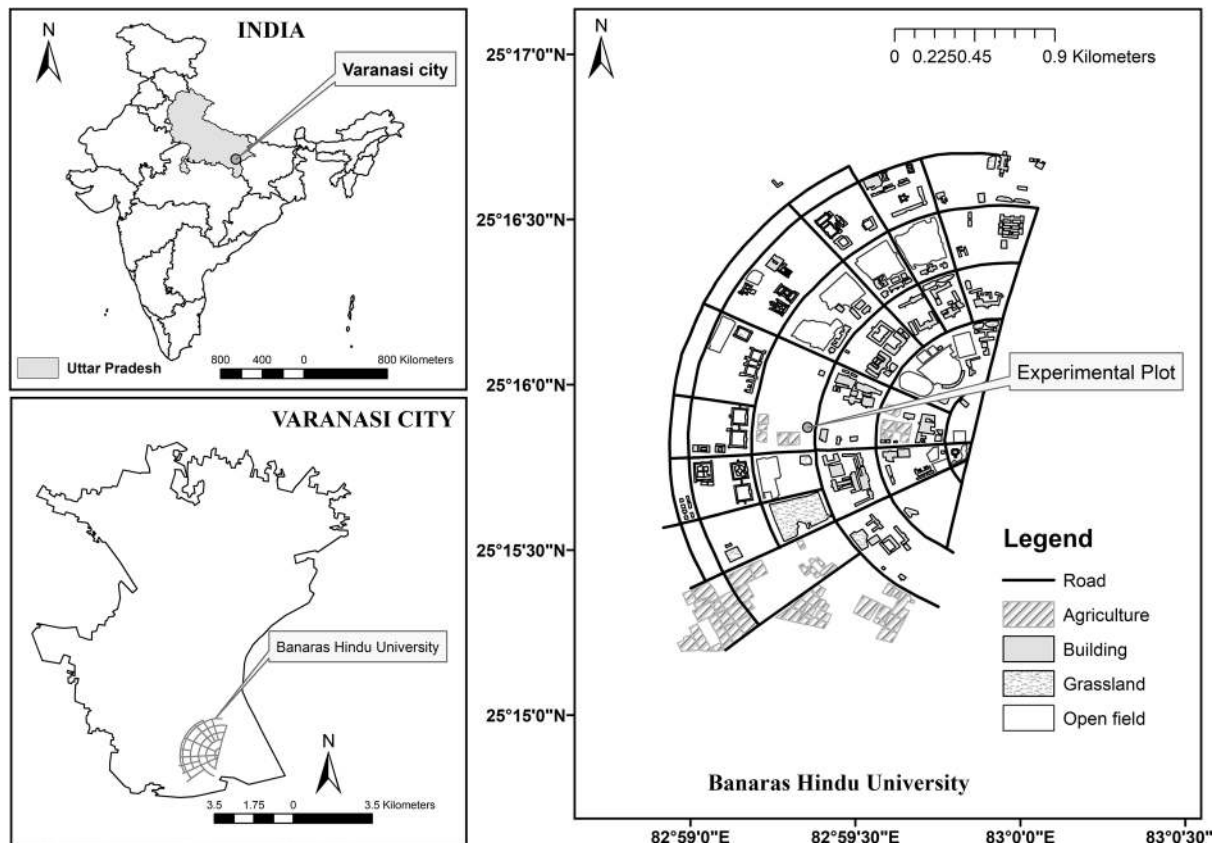 N
INDIA
Varanasi city
Uttar Pradesh
800 400 0 800 Kilometers
VARANASI CITY
Banaras Hindu University
N
3.5 1.75 0 3.5 Kilometers
N
0 0.2250.45 0.9 Kilometers
25°17'0"N
25°16'30"N
25°16'0"N
25°15'30"N
25°15'0"N
Experimental Plot
Legend
Road
Agriculture
Building
Grassland
Open field
Banaras Hindu University
82°59'0"E 82°59'30"E 83°0'0"E 83°0'30"